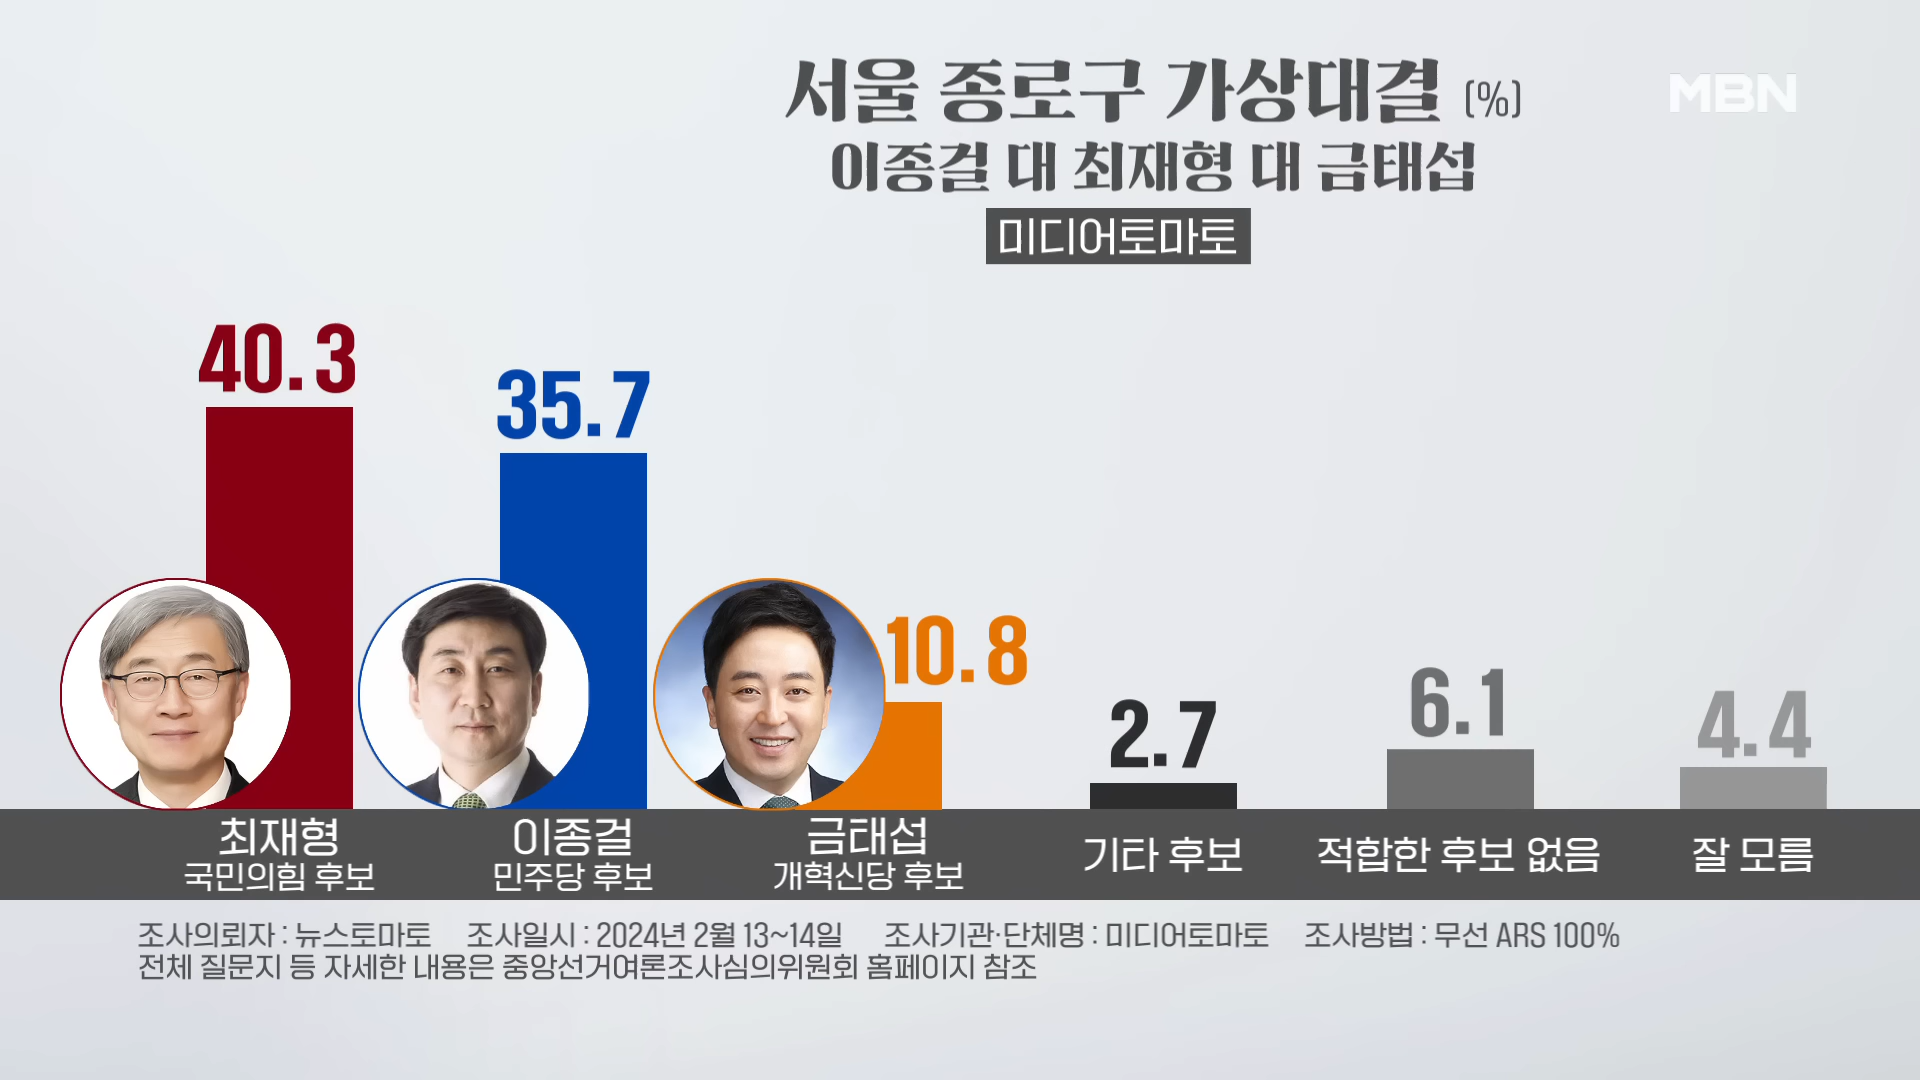 서울 종로구 가상대결 (%)
MBN
이종걸 대 최재형 대 금태섭
미디어토마토
40.3
35.7
10.8
2.7
6.1
4.4
최재형
국민의힘 후보
이종걸
민주당 후보
금태섭
개혁신당 후보
기타 후보
적합한 후보 없음
잘 모름
조사의뢰자 : 뉴스토마토 조사일시 : 2024년 2월 13~14일 조사기관·단체명 : 미디어토마토 조사방법 : 무선 ARS 100%
전체 질문지 등 자세한 내용은 중앙선거여론조사심의위원회 홈페이지 참조